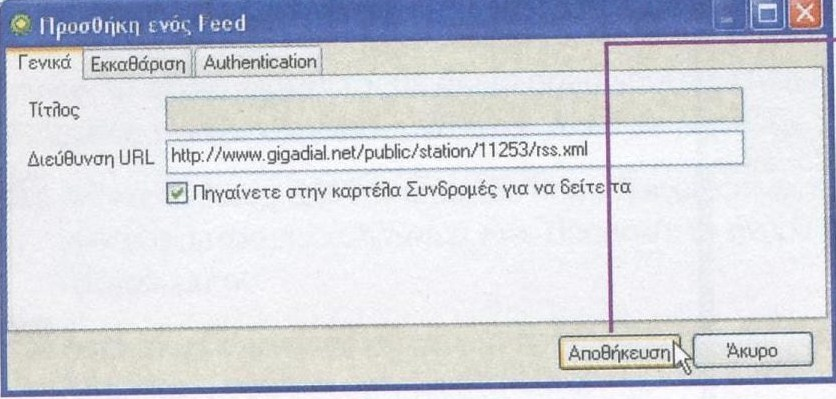 Προσθήκη ενός Feed
Γενικά Εκκαθάριση Authentication
Τίτλος
Διεύθυνση URL http://www.gigadial.net/public/station/11253/rss.xml
Πηγαίνετε στην καρτέλα Συνδρομές για να δείτε τα
Αποθήκευση Άκυρο